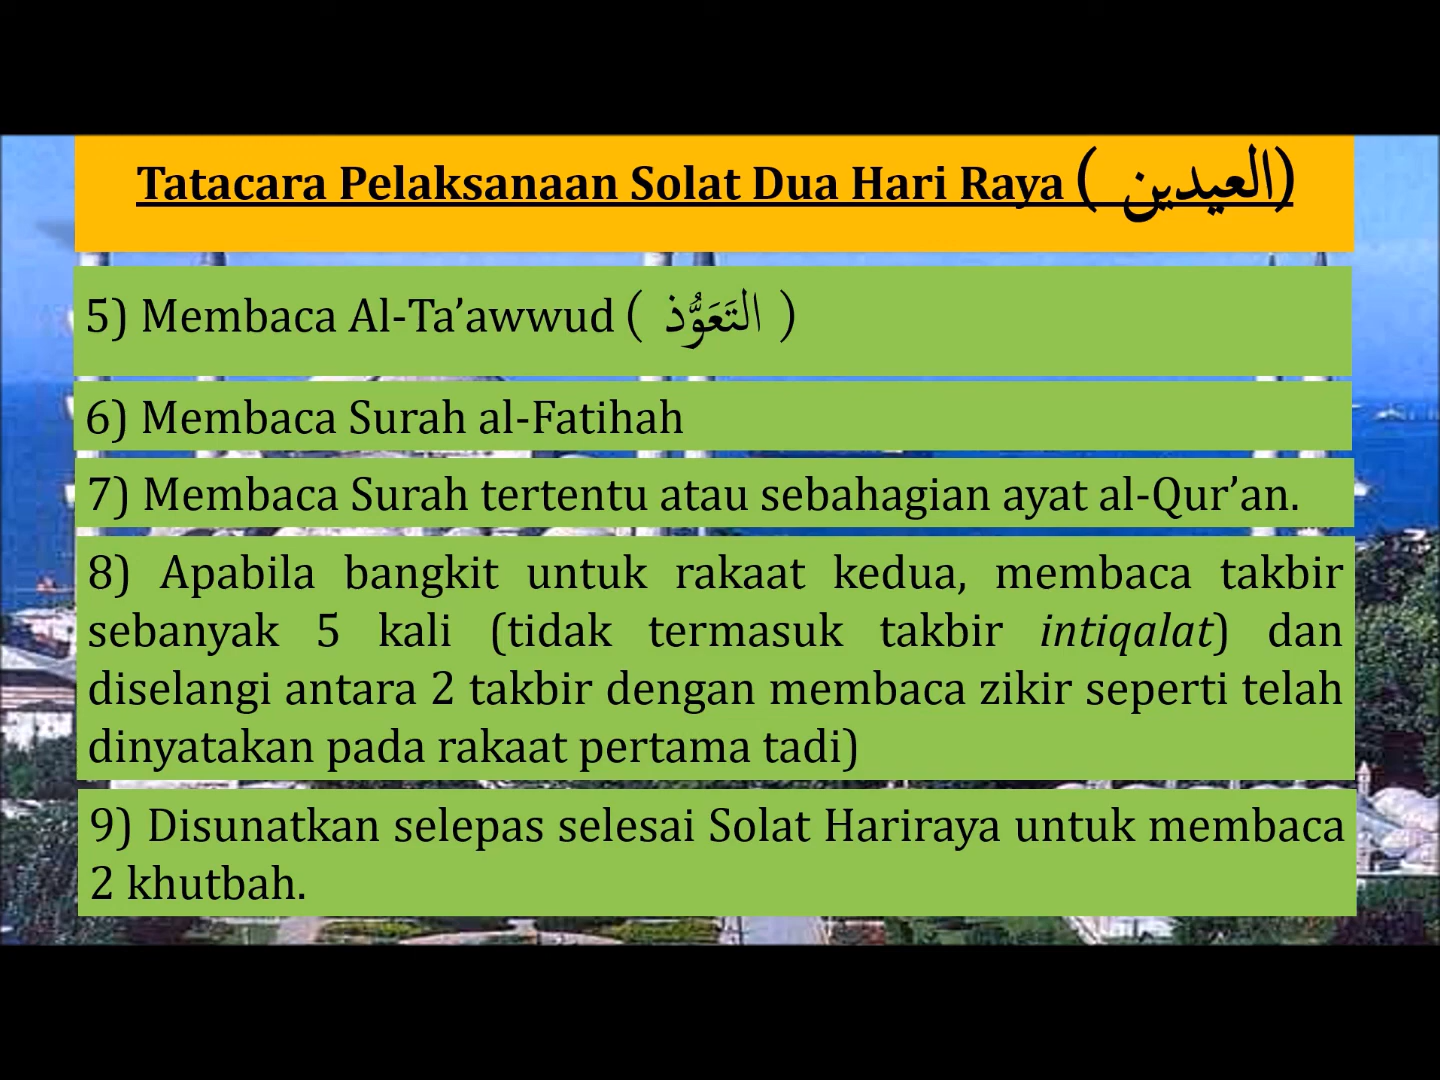 Tatacara Pelaksanaan Solat Dua Hari Raya (العيدين)
5) Membaca Al-Ta’awwud ( التَعَوُّذ )
6) Membaca Surah al-Fatihah
7) Membaca Surah tertentu atau sebahagian ayat al-Qur’an.
8) Apabila bangkit untuk rakaat kedua, membaca takbir
sebanyak 5 kali (tidak termasuk takbir intiqalat) dan
diselangi antara 2 takbir dengan membaca zikir seperti telah
dinyatakan pada rakaat pertama tadi)
9) Disunatkan selepas selesai Solat Hariraya untuk membaca
2 khutbah.